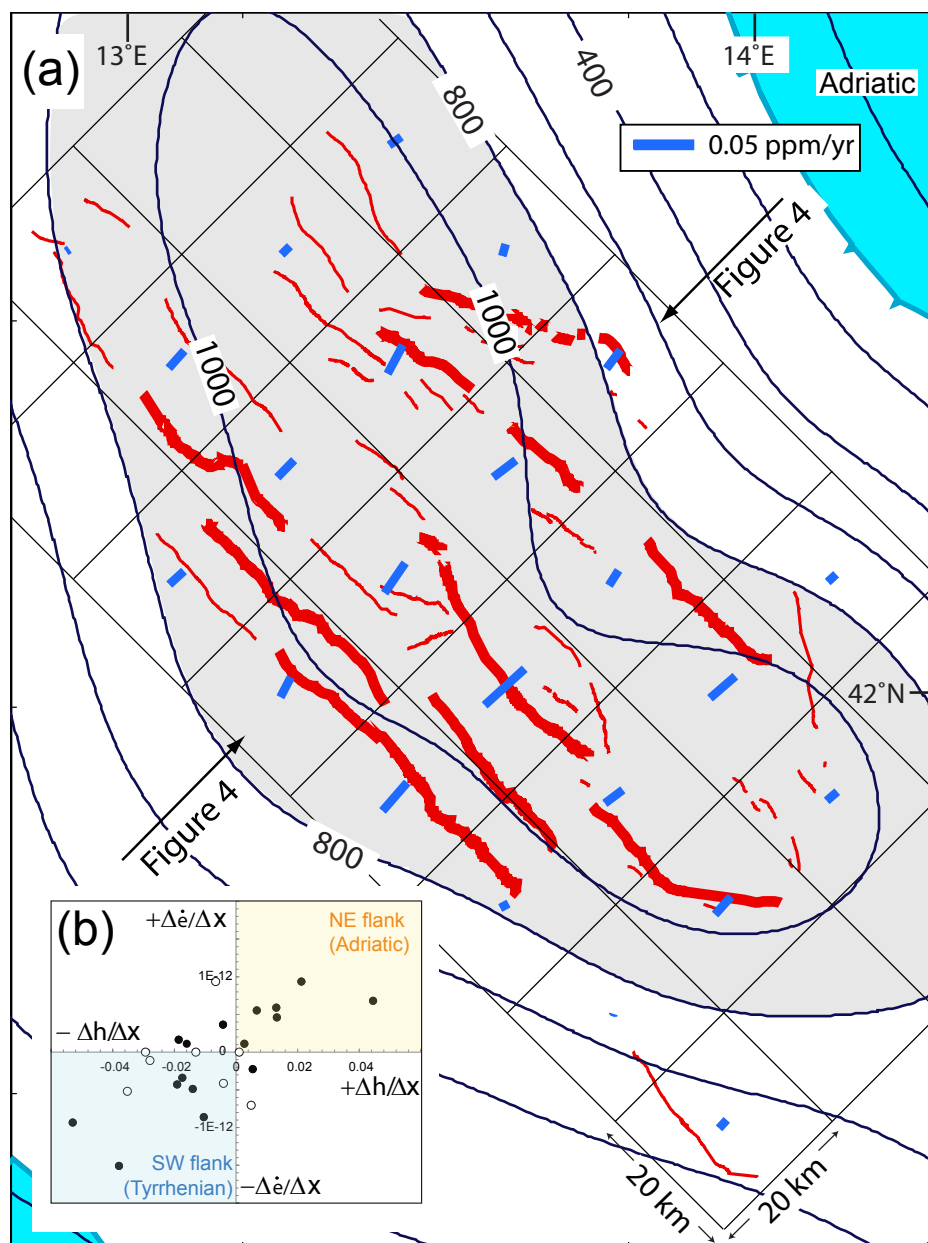 (a)
13°E
14°E
Adriatic
400
800
0.05 ppm/yr
Figure 4
1000
1000
42°N
Figure 4
800
(b)
+Δė/Δx
NE flank
(Adriatic)
1E-12
− Δh/Δx
0
-0.04
-0.02
0
0.02
0.04
+Δh/Δx
-1E-12
SW flank
(Tyrrhenian)
−Δė/Δx
20 km
20 km